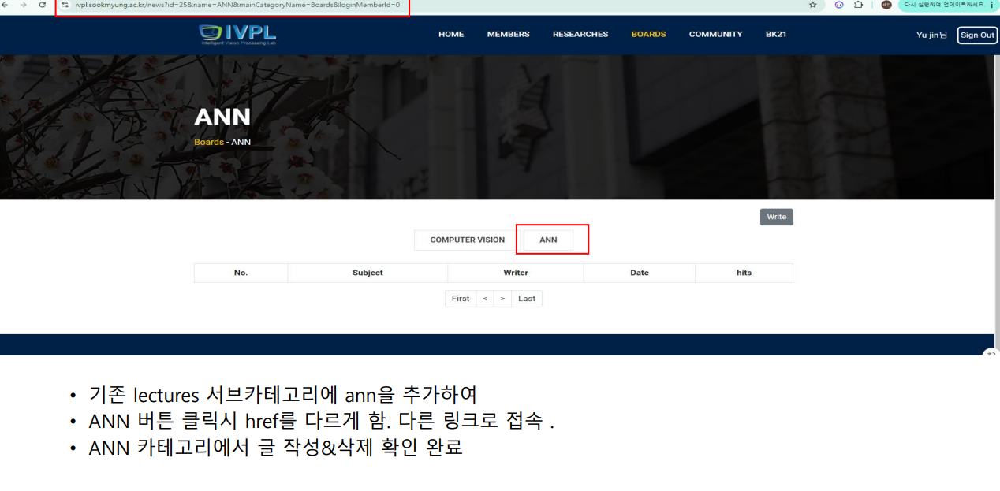 ivpl.sookmyung.ac.kr/news?id=25&name=ANN&mainCategoryName=Boards&loginMemberId=0
다시 실행하여 업데이트하세요.
IVPL
Intelligent Vision Processing Lab
HOME MEMBERS RESEARCHES BOARDS COMMUNITY BK21
Yu-jin님 Sign Out
ANN
Boards - ANN
Write
COMPUTER VISION ANN
No. Subject Writer Date hits
First < > Last
• 기존 lectures 서브카테고리에 ann을 추가하여
• ANN 버튼 클릭시 href를 다르게 함. 다른 링크로 접속 .
• ANN 카테고리에서 글 작성&삭제 확인 완료